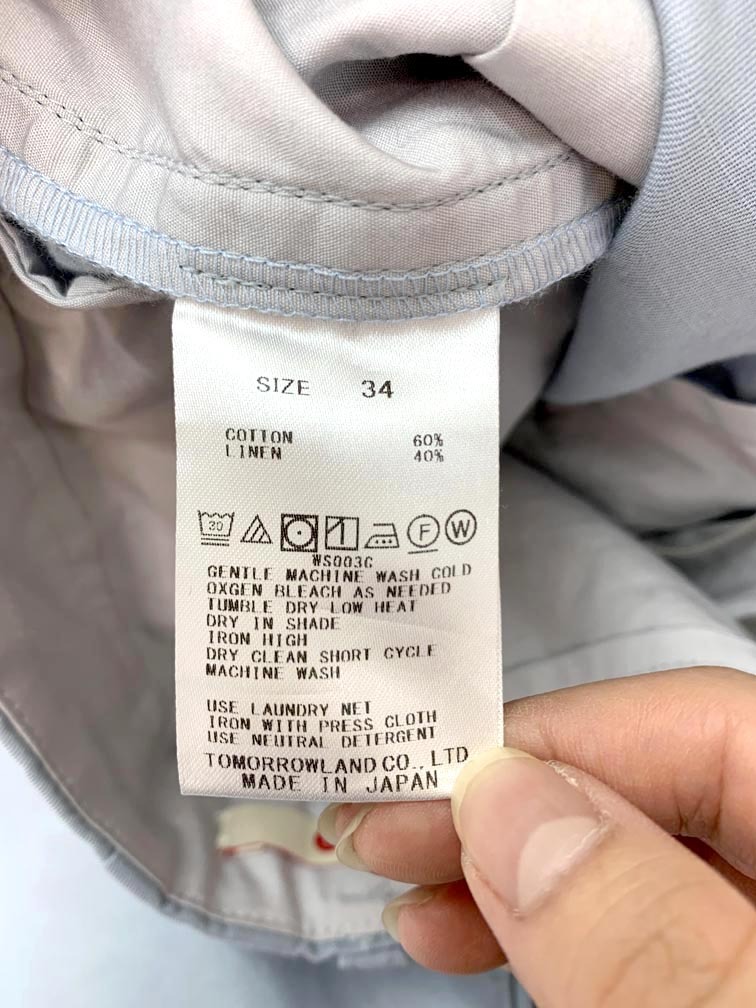 SIZE 34
COTTON 60%
LINEN 40%
30 F W
WS003C
GENTLE MACHINE WASH COLD
OXGEN BLEACH AS NEEDED
TUMBLE DRY LOW HEAT
DRY IN SHADE
IRON HIGH
DRY CLEAN SHORT CYCLE
MACHINE WASH
USE LAUNDRY NET
IRON WITH PRESS CLOTH
USE NEUTRAL DETERGENT
TOMORROWLAND CO., LTD
MADE IN JAPAN